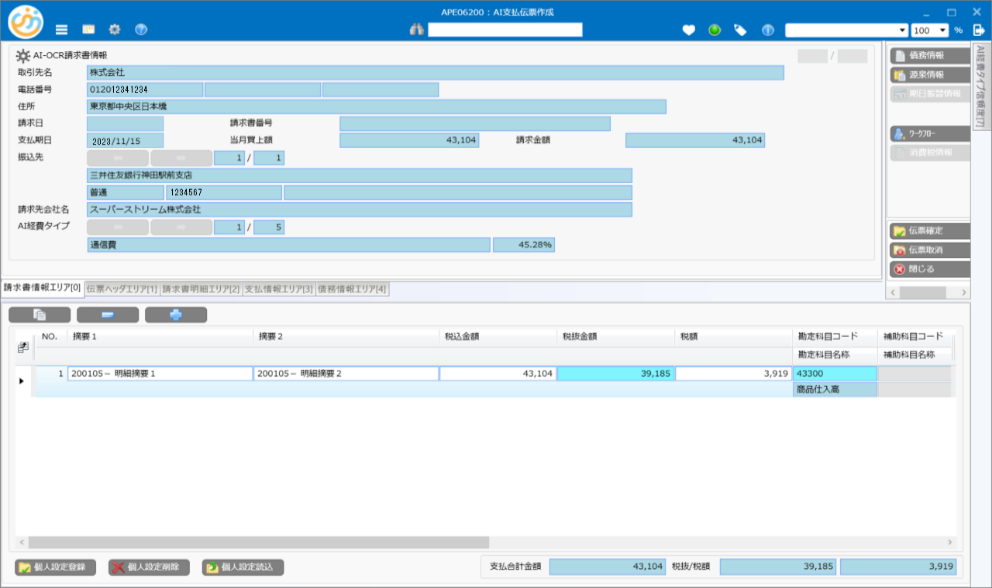 APE06200：AI支払伝票作成
100 %
AI-OCR請求書情報
/
取引先名 株式会社
電話番号 012012341234
住所 東京都中央区日本橋
請求日 請求書番号
支払期日 2023/11/15 当月買上額 43,104 請求金額 43,104
振込先 1 / 1
三井住友銀行神田駅前支店
普通 1234567
請求先会社名 スーパーストリーム株式会社
AI経費タイプ 1 / 5
通信費 45.28%
債務情報
源泉情報
明日振替情報
ワークフロー
消費税情報
伝票確定
伝票取消
閉じる
AI経費タイプ信頼度[7]
請求書情報エリア[0] 伝票ヘッダエリア[1] 請求書明細エリア[2] 支払情報エリア[3] 債務情報エリア[4]
NO. 摘要1 摘要2 税込金額 税抜金額 税額 勘定科目コード 補助科目コード
勘定科目名称 補助科目名称
1 200105－ 明細摘要1 200105－ 明細摘要2 43,104 39,185 3,919 43300
商品仕入高
個人設定登録 個人設定削除 個人設定読込
支払合計金額 43,104 税抜/税額 39,185 3,919